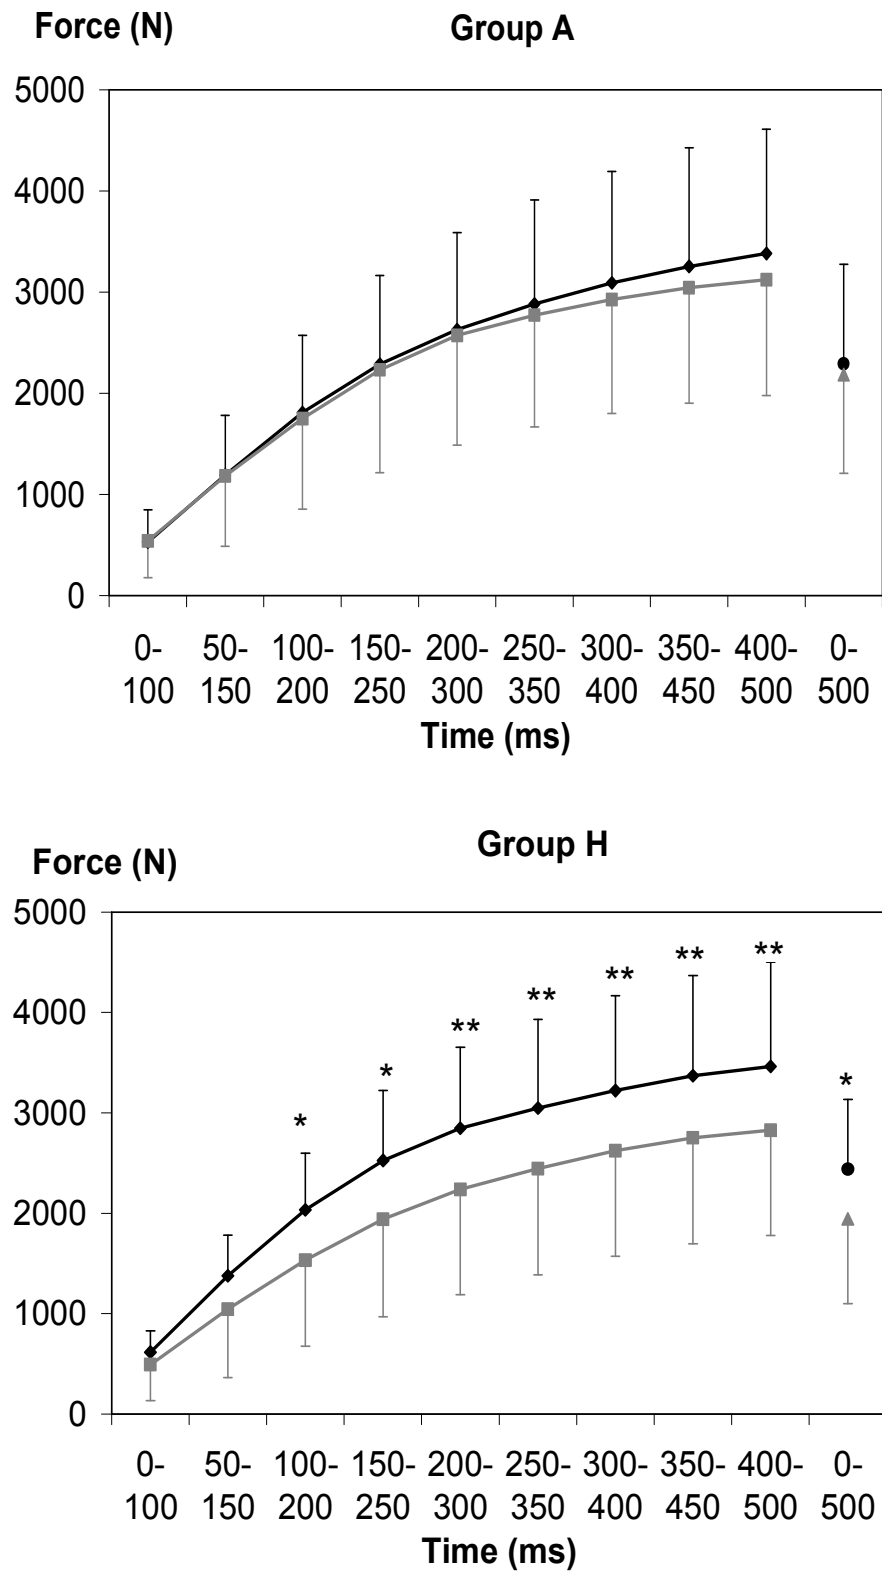 Force (N) Group A
5000
4000
3000
2000
1000
0
0- 50- 100- 150- 200- 250- 300- 350- 400- 0-
100 150 200 250 300 350 400 450 500 500
Time (ms)
Group H
Force (N)
5000
** ** ** ** **
4000
* * *
3000
2000
1000
0
0- 50- 100- 150- 200- 250- 300- 350- 400- 0-
100 150 200 250 300 350 400 450 500 500
Time (ms)